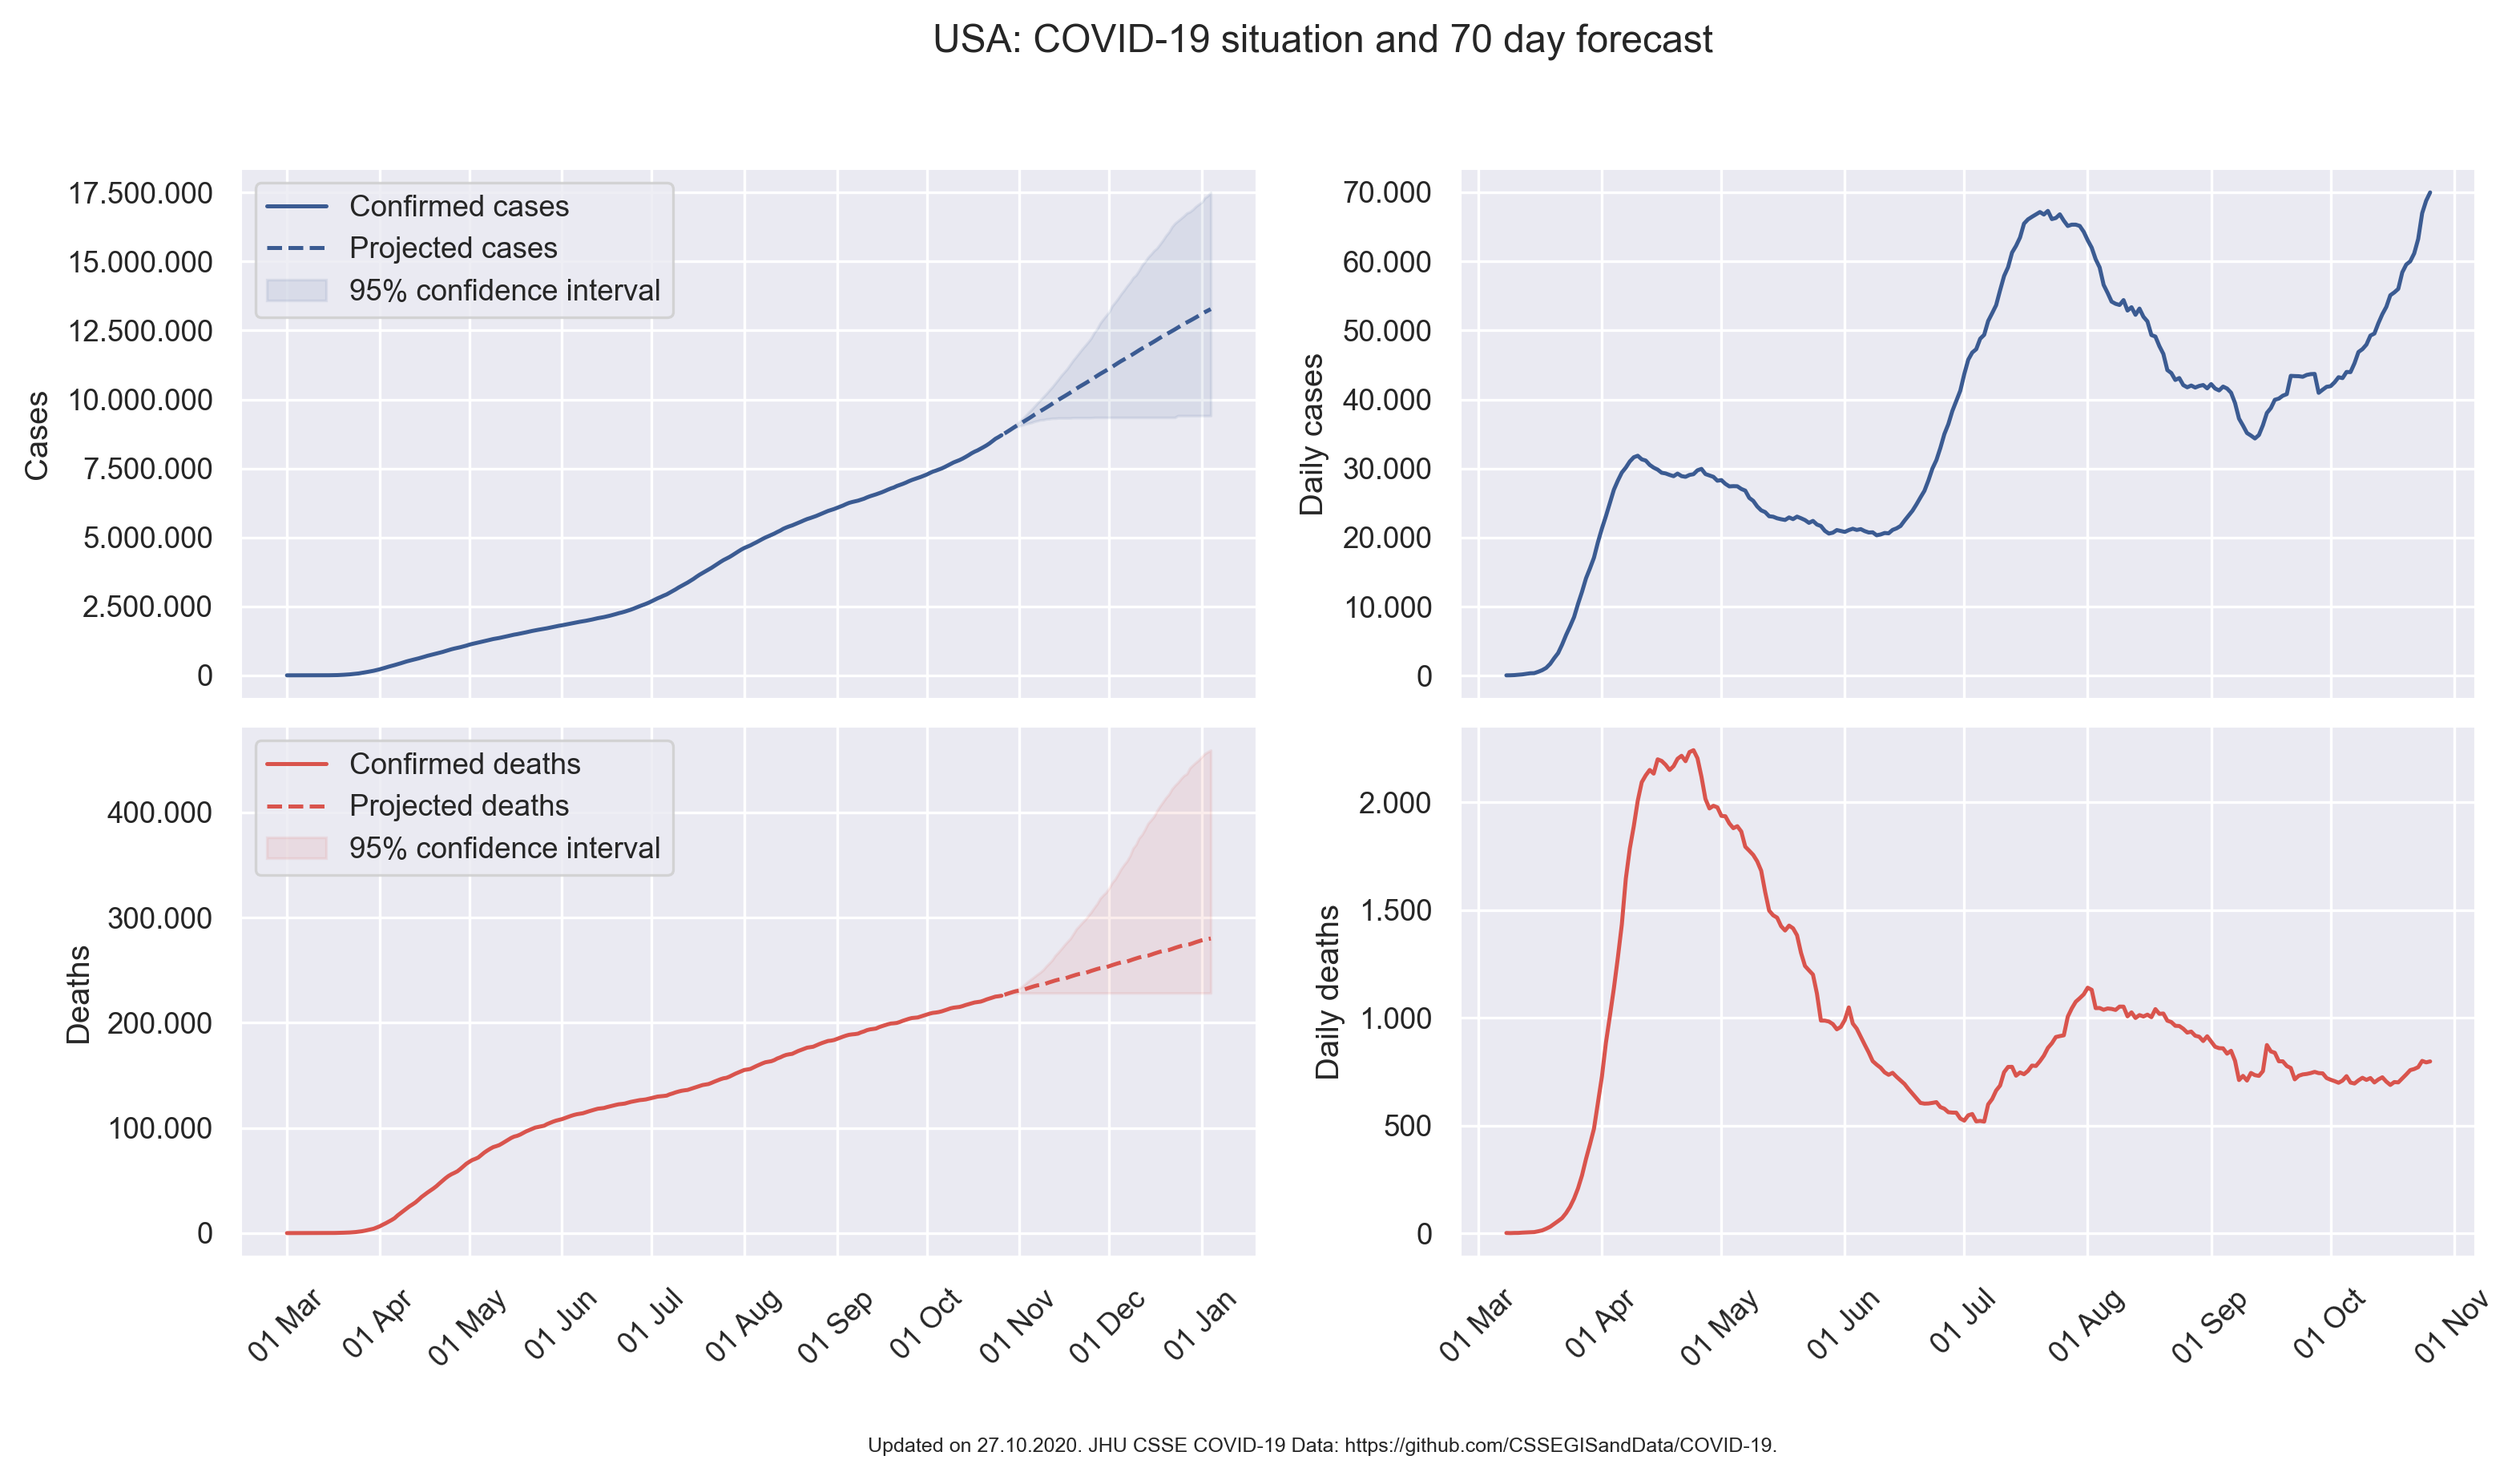 USA: COVID-19 situation and 70 day forecast
Cases
17.500.000
15.000.000
12.500.000
10.000.000
7.500.000
5.000.000
2.500.000
0
Confirmed cases
Projected cases
95% confidence interval
Daily cases
70.000
60.000
50.000
40.000
30.000
20.000
10.000
0
Deaths
400.000
300.000
200.000
100.000
0
Confirmed deaths
Projected deaths
95% confidence interval
01 Mar
01 Apr
01 May
01 Jun
01 Jul
01 Aug
01 Sep
01 Oct
01 Nov
01 Dec
01 Jan
Daily deaths
2.000
1.500
1.000
500
0
01 Mar
01 Apr
01 May
01 Jun
01 Jul
01 Aug
01 Sep
01 Oct
01 Nov
Updated on 27.10.2020. JHU CSSE COVID-19 Data: https://github.com/CSSEGISandData/COVID-19.